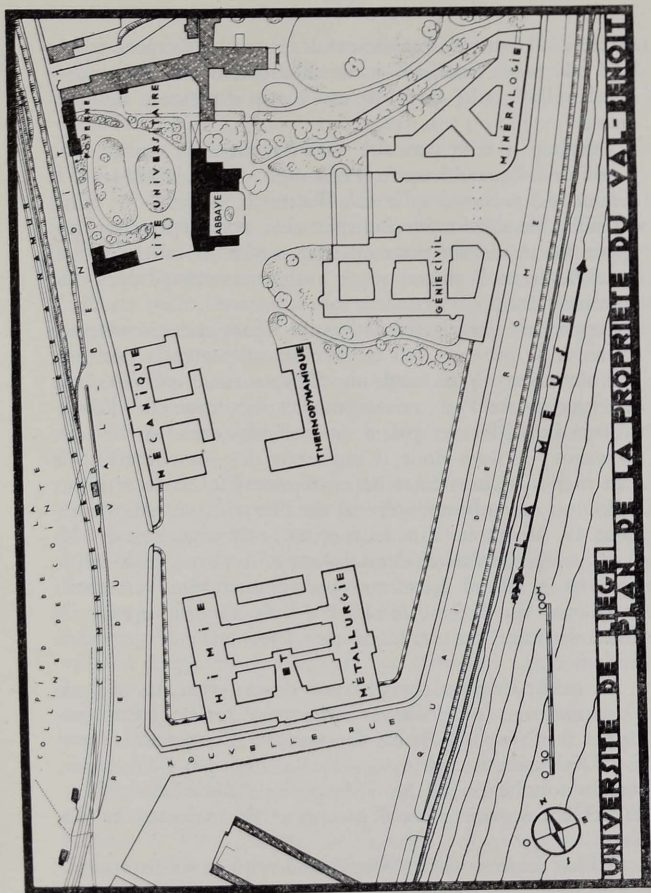 UNIVERSITÉ DE LIÈGE
PLAN DE LA PROPRIÉTÉ DU VAL-BENOIT
PIED DE LA
COLLINE DE COINTE
CHEMIN DE FER DE LIÉGE A NAMUR
RUE DU VAL-BENOIT
POTERNE
CITÉ UNIVERSITAIRE
ABBAYE
MINÉRALOGIE
GÉNIE CIVIL
MÉCANIQUE
THERMODYNAMIQUE
CHIMIE
ET
MÉTALLURGIE
NOUVELLE RUE
QUAI DE ROME
LA MEUSE
0 10 100M
N
E
S
O